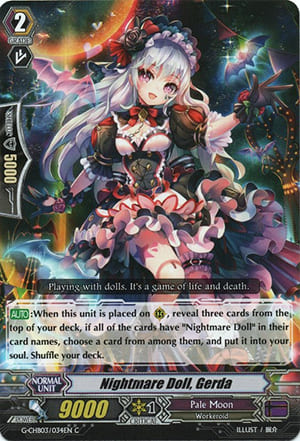 2
GRADE
SHIELD
5000
Playing with dolls. It's a game of life and death.
AUTO:When this unit is placed on (R), reveal three cards from the
top of your deck, if all of the cards have "Nightmare Doll" in their
card names, choose a card from among them, and put it into your
soul. Shuffle your deck.
NORMAL
UNIT
Nightmare Doll, Gerda
POWER
9000
1
CRITICAL
Pale Moon
Workeroid
G-CHB03/034EN C
ILLUST / 獣介